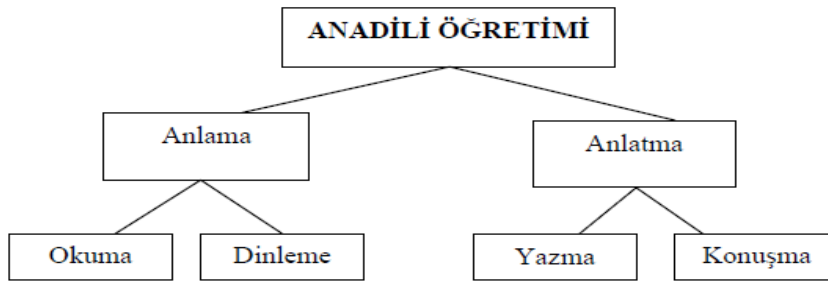 ANADİLİ ÖĞRETİMİ
Anlama
Anlatma
Okuma
Dinleme
Yazma
Konuşma